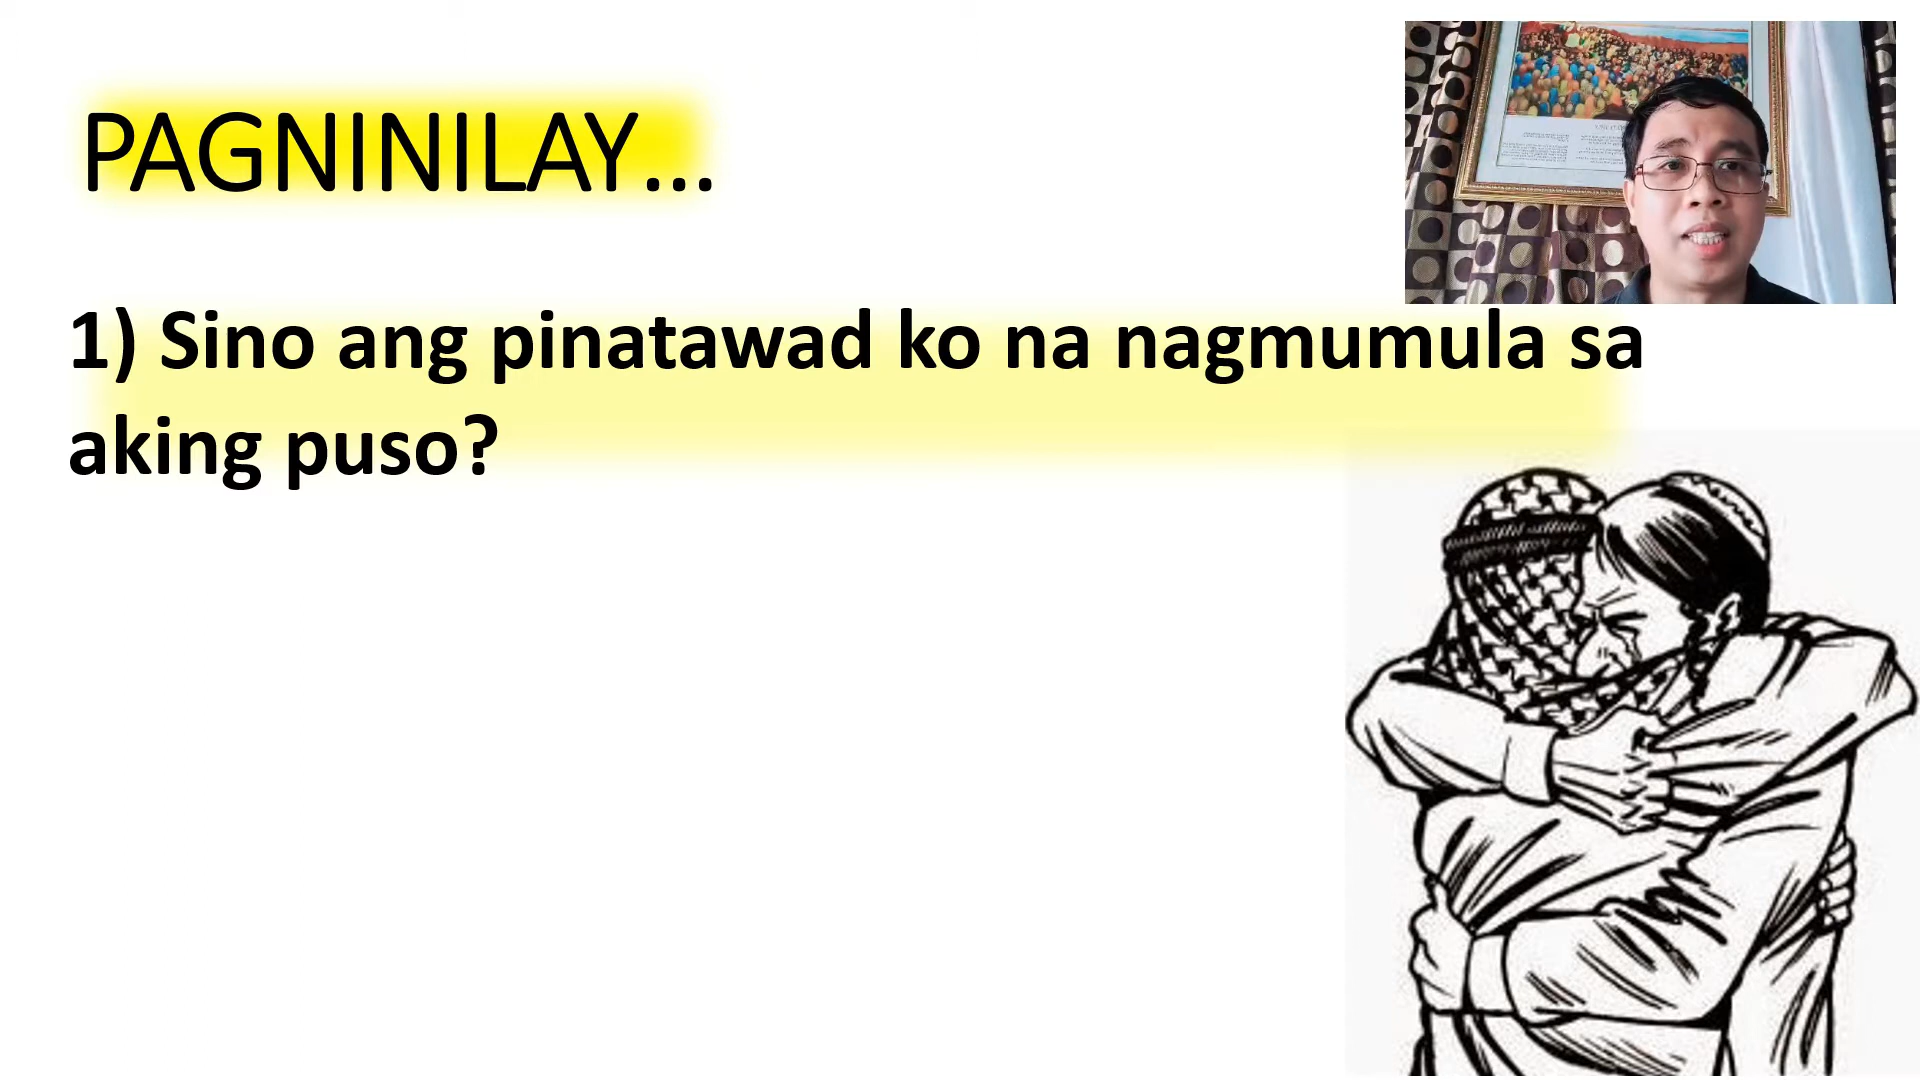 PAGNINILAY...
1) Sino ang pinatawad ko na nagmumula sa
aking puso?